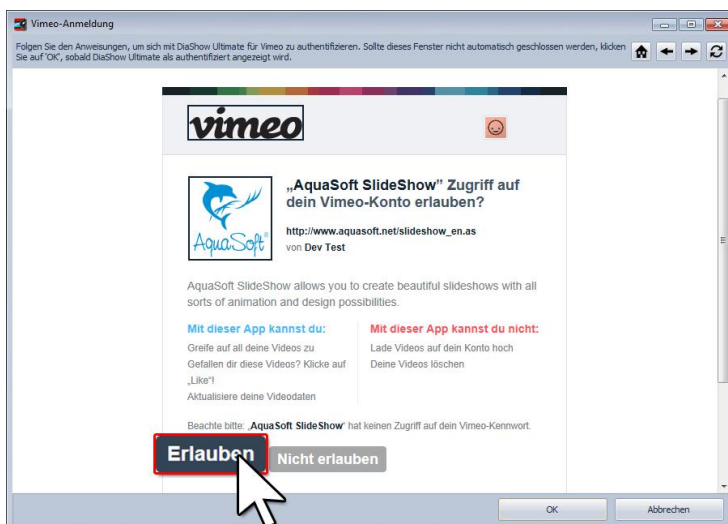 Vimeo-Anmeldung
Folgen Sie den Anweisungen, um sich mit DiaShow Ultimate für Vimeo zu authentifizieren. Sollte dieses Fenster nicht automatisch geschlossen werden, klicken
Sie auf 'OK', sobald DiaShow Ultimate als authentifiziert angezeigt wird.
vimeo
„AquaSoft SlideShow” Zugriff auf
dein Vimeo-Konto erlauben?
AquaSoft®
http://www.aquasoft.net/slideshow_en.as
von Dev Test
AquaSoft SlideShow allows you to create beautiful slideshows with all
sorts of animation and design possibilities.
Mit dieser App kannst du:
Greife auf all deine Videos zu
Gefallen dir diese Videos? Klicke auf
„Like“!
Aktualisiere deine Videodaten
Mit dieser App kannst du nicht:
Lade Videos auf dein Konto hoch
Deine Videos löschen
Beachte bitte: „AquaSoft SlideShow“ hat keinen Zugriff auf dein Vimeo-Kennwort.
Erlauben
Nicht erlauben
OK
Abbrechen